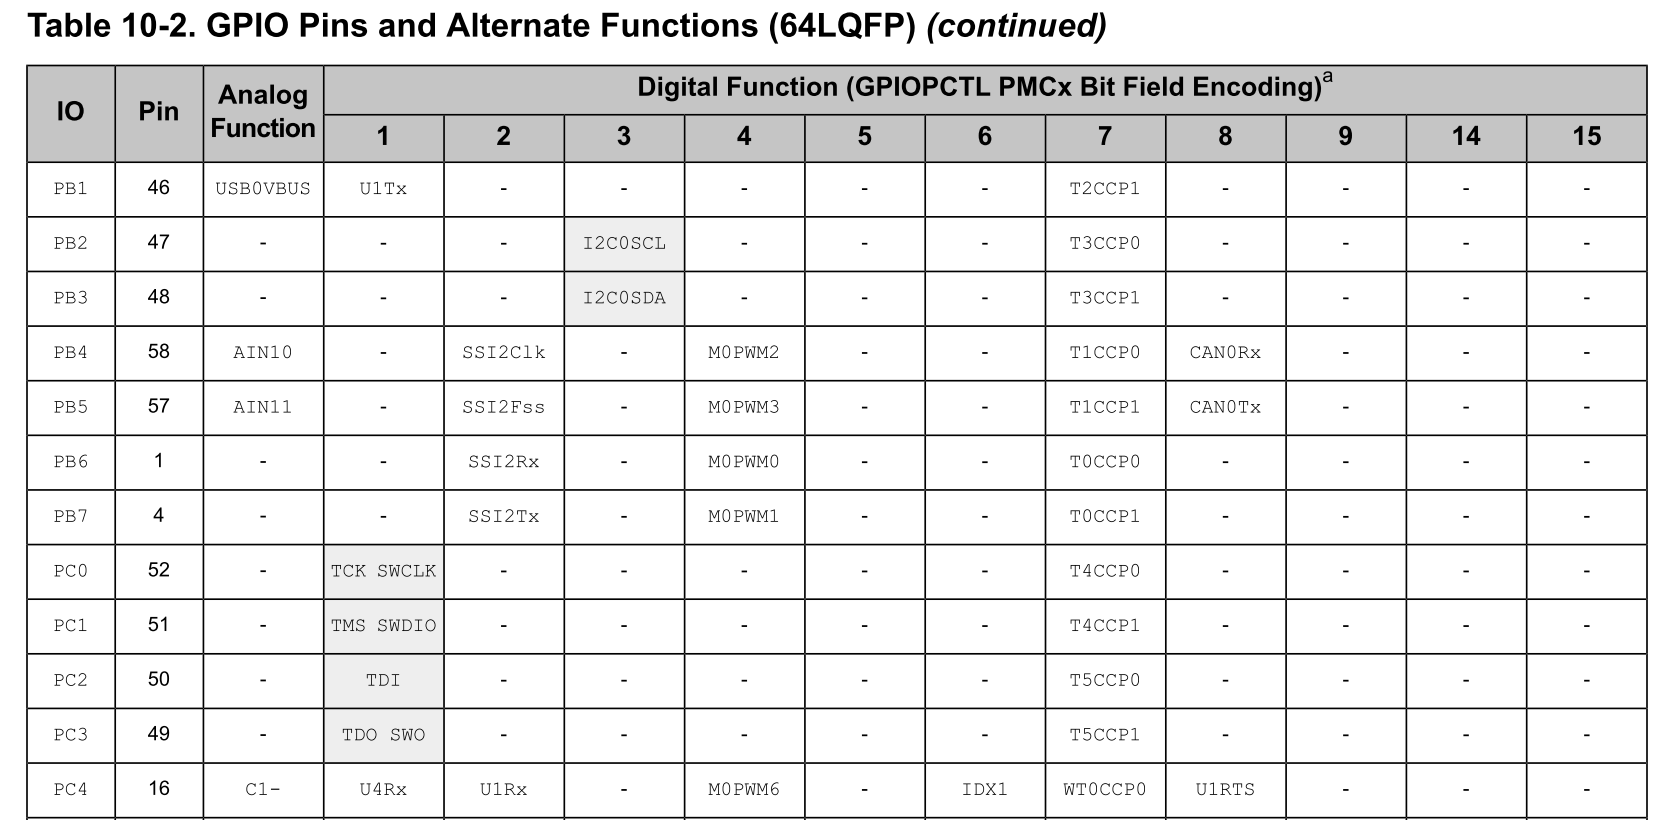 Table 10-2. GPIO Pins and Alternate Functions (64LQFP) (continued)
IO Pin Analog Function Digital Function (GPIOPCTL PMCx Bit Field Encoding)a
1 2 3 4 5 6 7 8 9 14 15
PB1 46 USB0VBUS U1Tx - - - - - T2CCP1 - - - -
PB2 47 - - - I2C0SCL - - - T3CCP0 - - - -
PB3 48 - - - I2C0SDA - - - T3CCP1 - - - -
PB4 58 AIN10 - SSI2Clk - M0PWM2 - - T1CCP0 CAN0Rx - - -
PB5 57 AIN11 - SSI2Fss - M0PWM3 - - T1CCP1 CAN0Tx - - -
PB6 1 - - SSI2Rx - M0PWM0 - - T0CCP0 - - - -
PB7 4 - - SSI2Tx - M0PWM1 - - T0CCP1 - - - -
PC0 52 - TCK SWCLK - - - - - T4CCP0 - - - -
PC1 51 - TMS SWDIO - - - - - T4CCP1 - - - -
PC2 50 - TDI - - - - - T5CCP0 - - - -
PC3 49 - TDO SWO - - - - - T5CCP1 - - - -
PC4 16 C1- U4Rx U1Rx - M0PWM6 - IDX1 WT0CCP0 U1RTS - - -